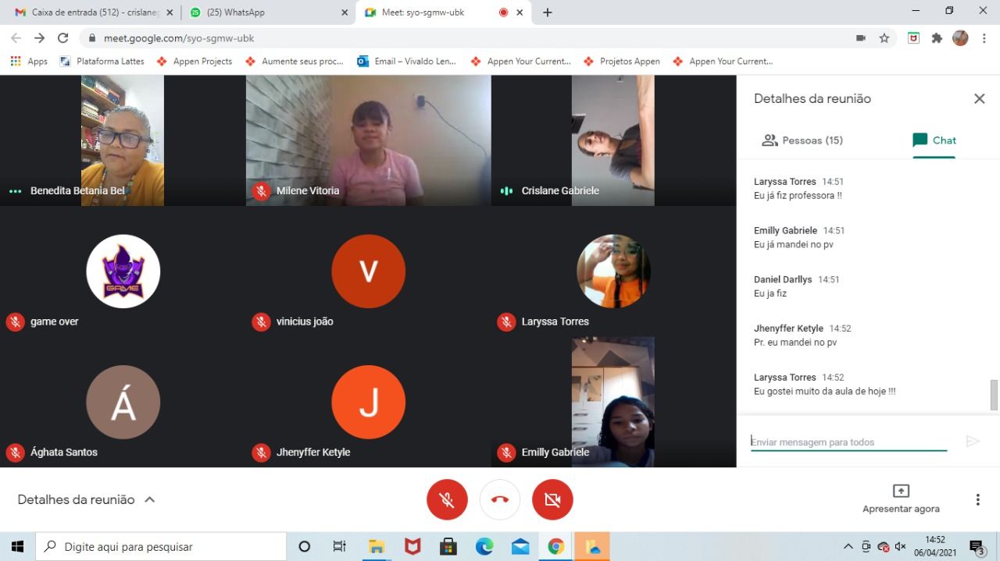 Caixa de entrada (512) - crislane
(25) WhatsApp
Meet: syo-sgmw-ubk
meet.google.com/syo-sgmw-ubk
Apps
Plataforma Lattes
Appen Projects
Aumente seus proc...
Email – Vivaldo Len...
Appen Your Current...
Projetos Appen
Appen Your Current...
Benedita Betania Bel
Milene Vitoria
Crislane Gabriele
GAME
game over
V
vinicius joão
Laryssa Torres
Á
Ághata Santos
J
Jhenyffer Ketyle
Emilly Gabriele
Detalhes da reunião
Pessoas (15)
Chat
Laryssa Torres 14:51
Eu já fiz professora !!
Emilly Gabriele 14:51
Eu já mandei no pv
Daniel Darllys 14:51
Eu ja fiz
Jhenyffer Ketyle 14:52
Pr. eu mandei no pv
Laryssa Torres 14:52
Eu gostei muito da aula de hoje !!!
Enviar mensagem para todos
Detalhes da reunião
Apresentar agora
Digite aqui para pesquisar
14:52
06/04/2021
3